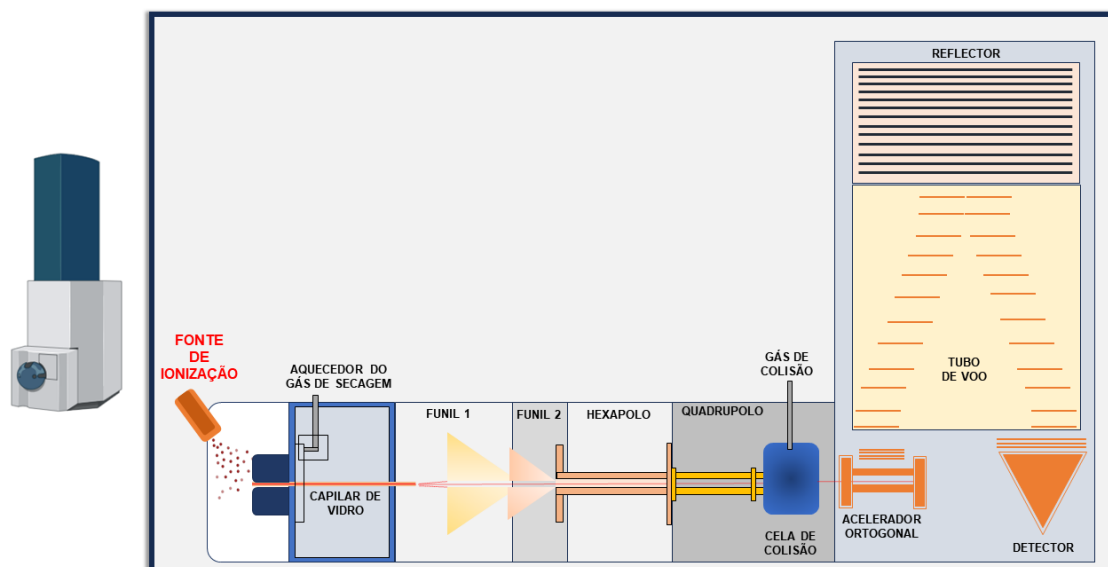 REFLECTOR
TUBO
DE VOO
FONTE
DE
IONIZAÇÃO
AQUECEDOR DO
GÁS DE SECAGEM
GÁS DE
COLISÃO
FUNIL 1
FUNIL 2
HEXAPOLO
QUADRUPOLO
CAPILAR DE
VIDRO
CELA DE
COLISÃO
ACELERADOR
ORTOGONAL
DETECTOR